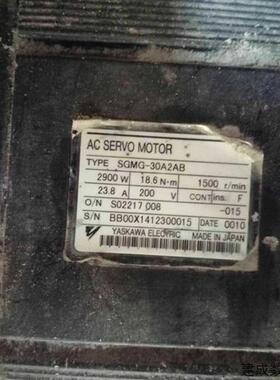 AC SERVO MOTOR
TYPE SGMG-30A2AB
2900 W 18.6 N·m 1500 r/min
23.8 A 200 V CONT ins. F
O/N S02217 008 -015
S/N BB00X1412300015 DATE 0010
YASKAWA ELECTRIC MADE IN JAPAN